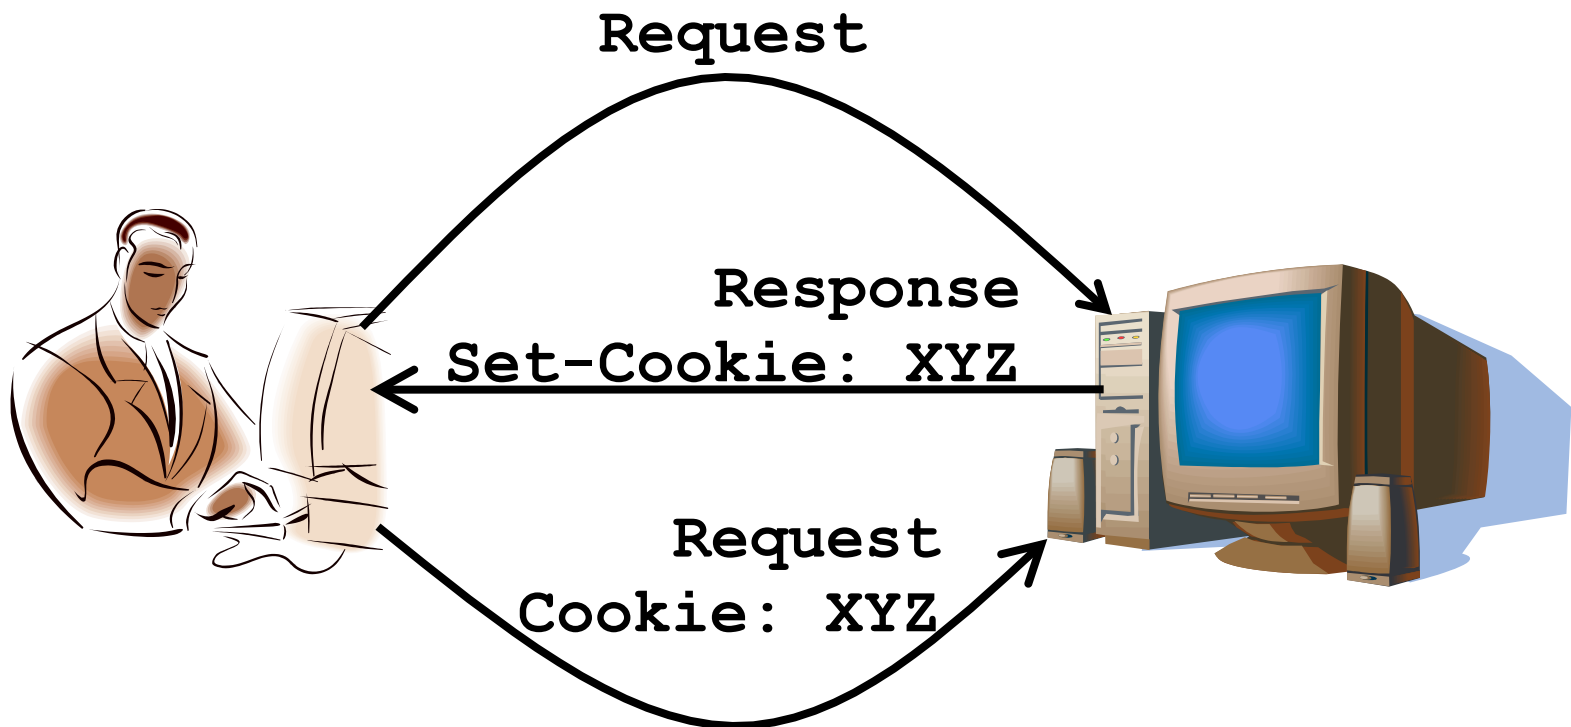 Request
Response
Set-Cookie: XYZ
Request
Cookie: XYZ